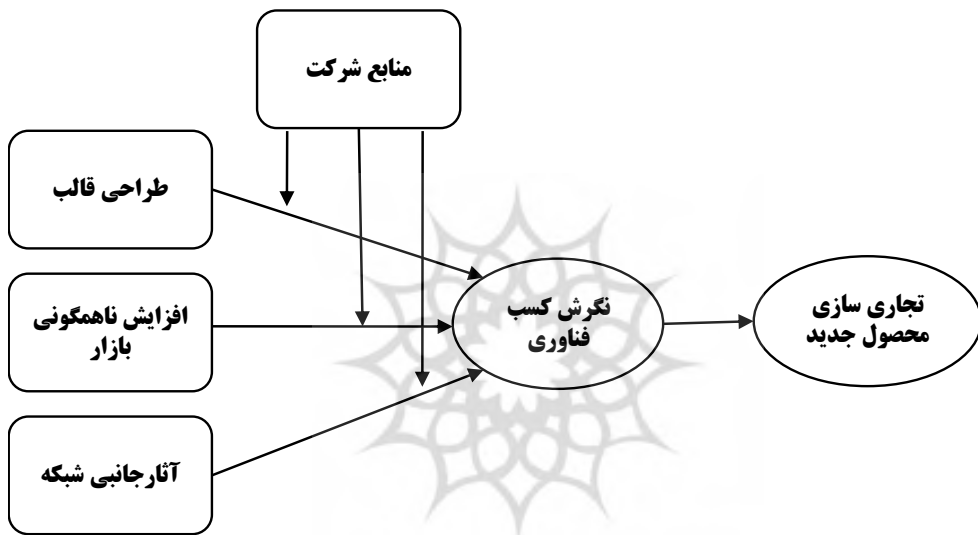 منابع شرکت
طراحی قالب
افزایش ناهمگونی
بازار
آثارجانبی شبکه
نگرش کسب
فناوری
تجاری سازی
محصول جدید